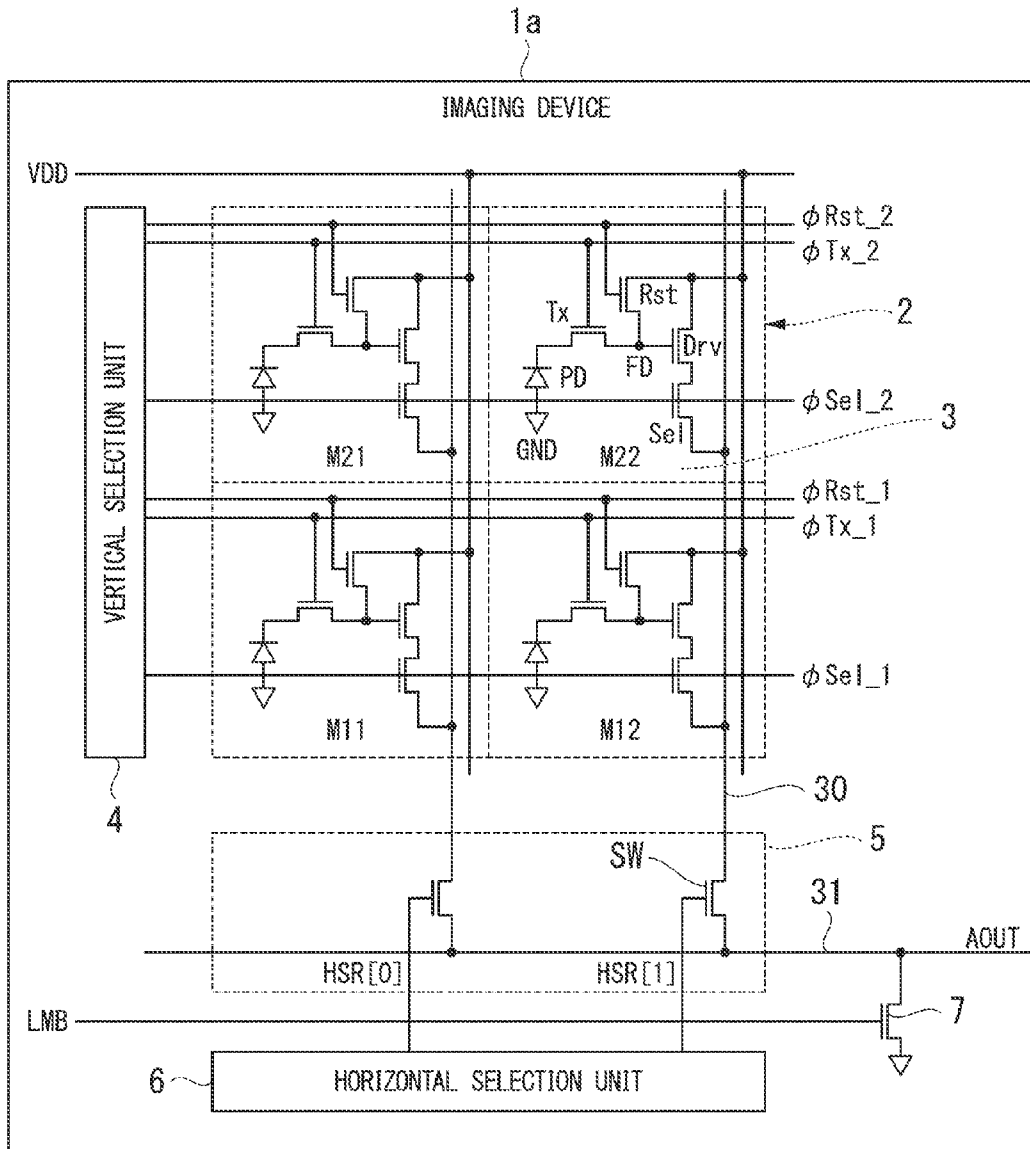 1a
IMAGING DEVICE
VDD
φRst_2
φTx_2
Rst
Tx
2
Drv
FD
PD
φSel_2
Sel
3
GND
M21
M22
φRst_1
φTx_1
VERTICAL SELECTION UNIT
φSel_1
M11
M12
4
30
5
SW
31
AOUT
HSR[0]
HSR[1]
LMB
7
6
HORIZONTAL SELECTION UNIT